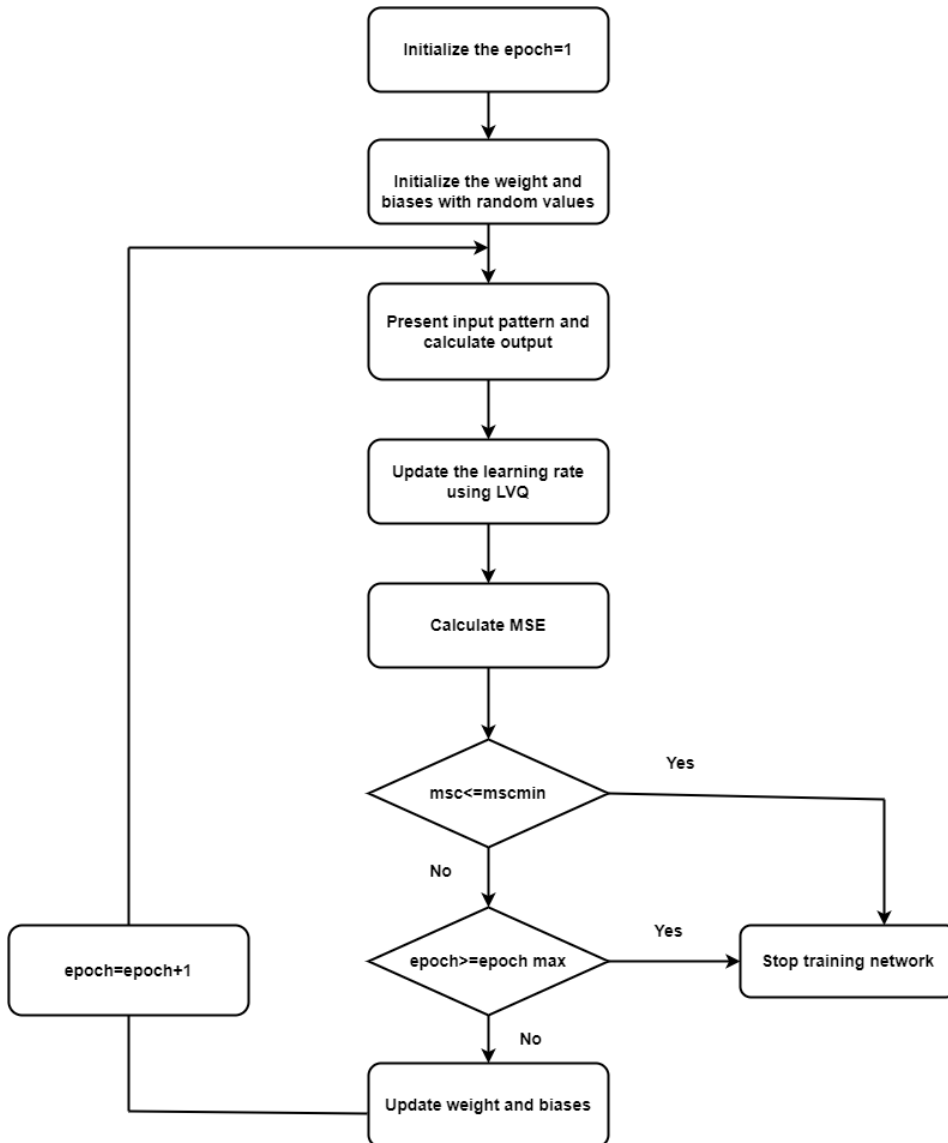 Initialize the epoch=1
Initialize the weight and
biases with random values
Present input pattern and
calculate output
Update the learning rate
using LVQ
Calculate MSE
Yes
msc<=mscmin
No
Yes
epoch=epoch+1
epoch>=epoch max
Stop training network
No
Update weight and biases